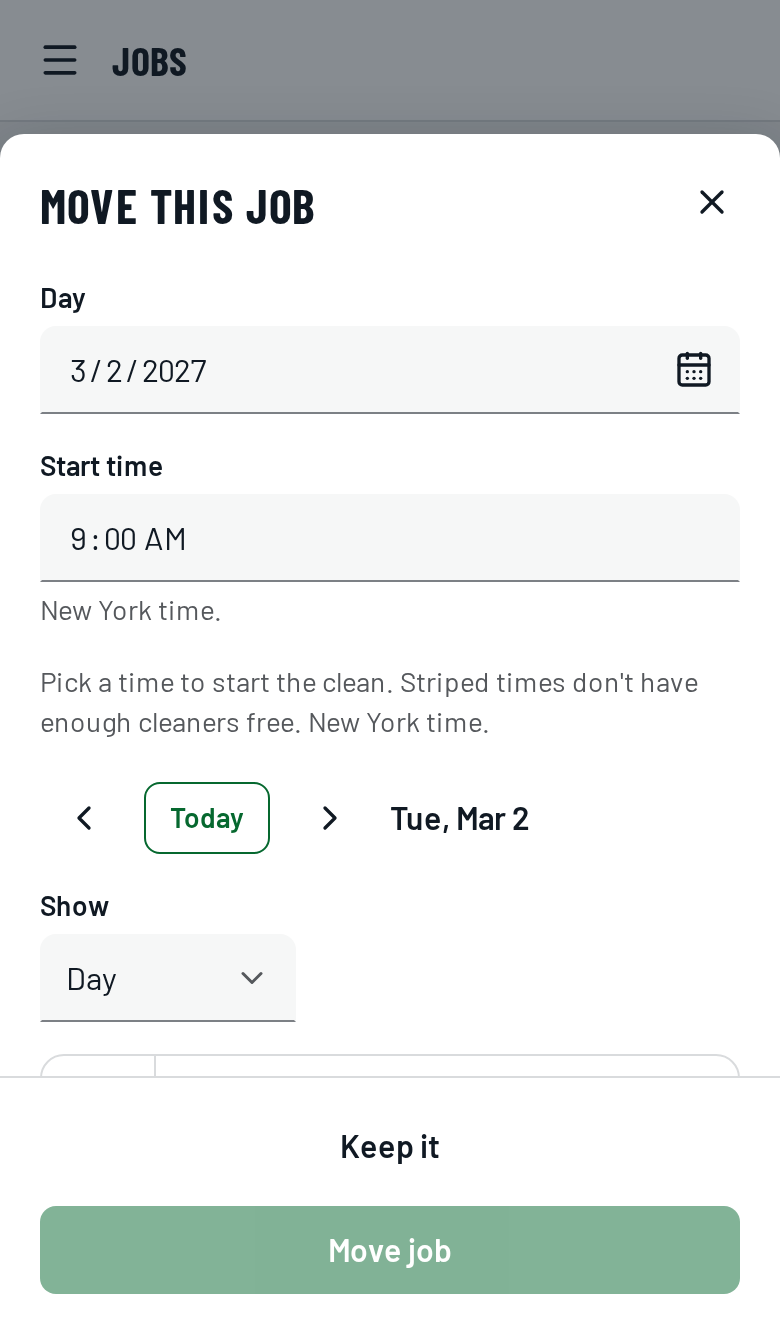 JOBS
MOVE THIS JOB
Day
3/2/2027
Start time
9:00 AM
New York time.
Pick a time to start the clean. Striped times don't have
enough cleaners free. New York time.
Today
Tue, Mar 2
Show
Day
Keep it
Move job